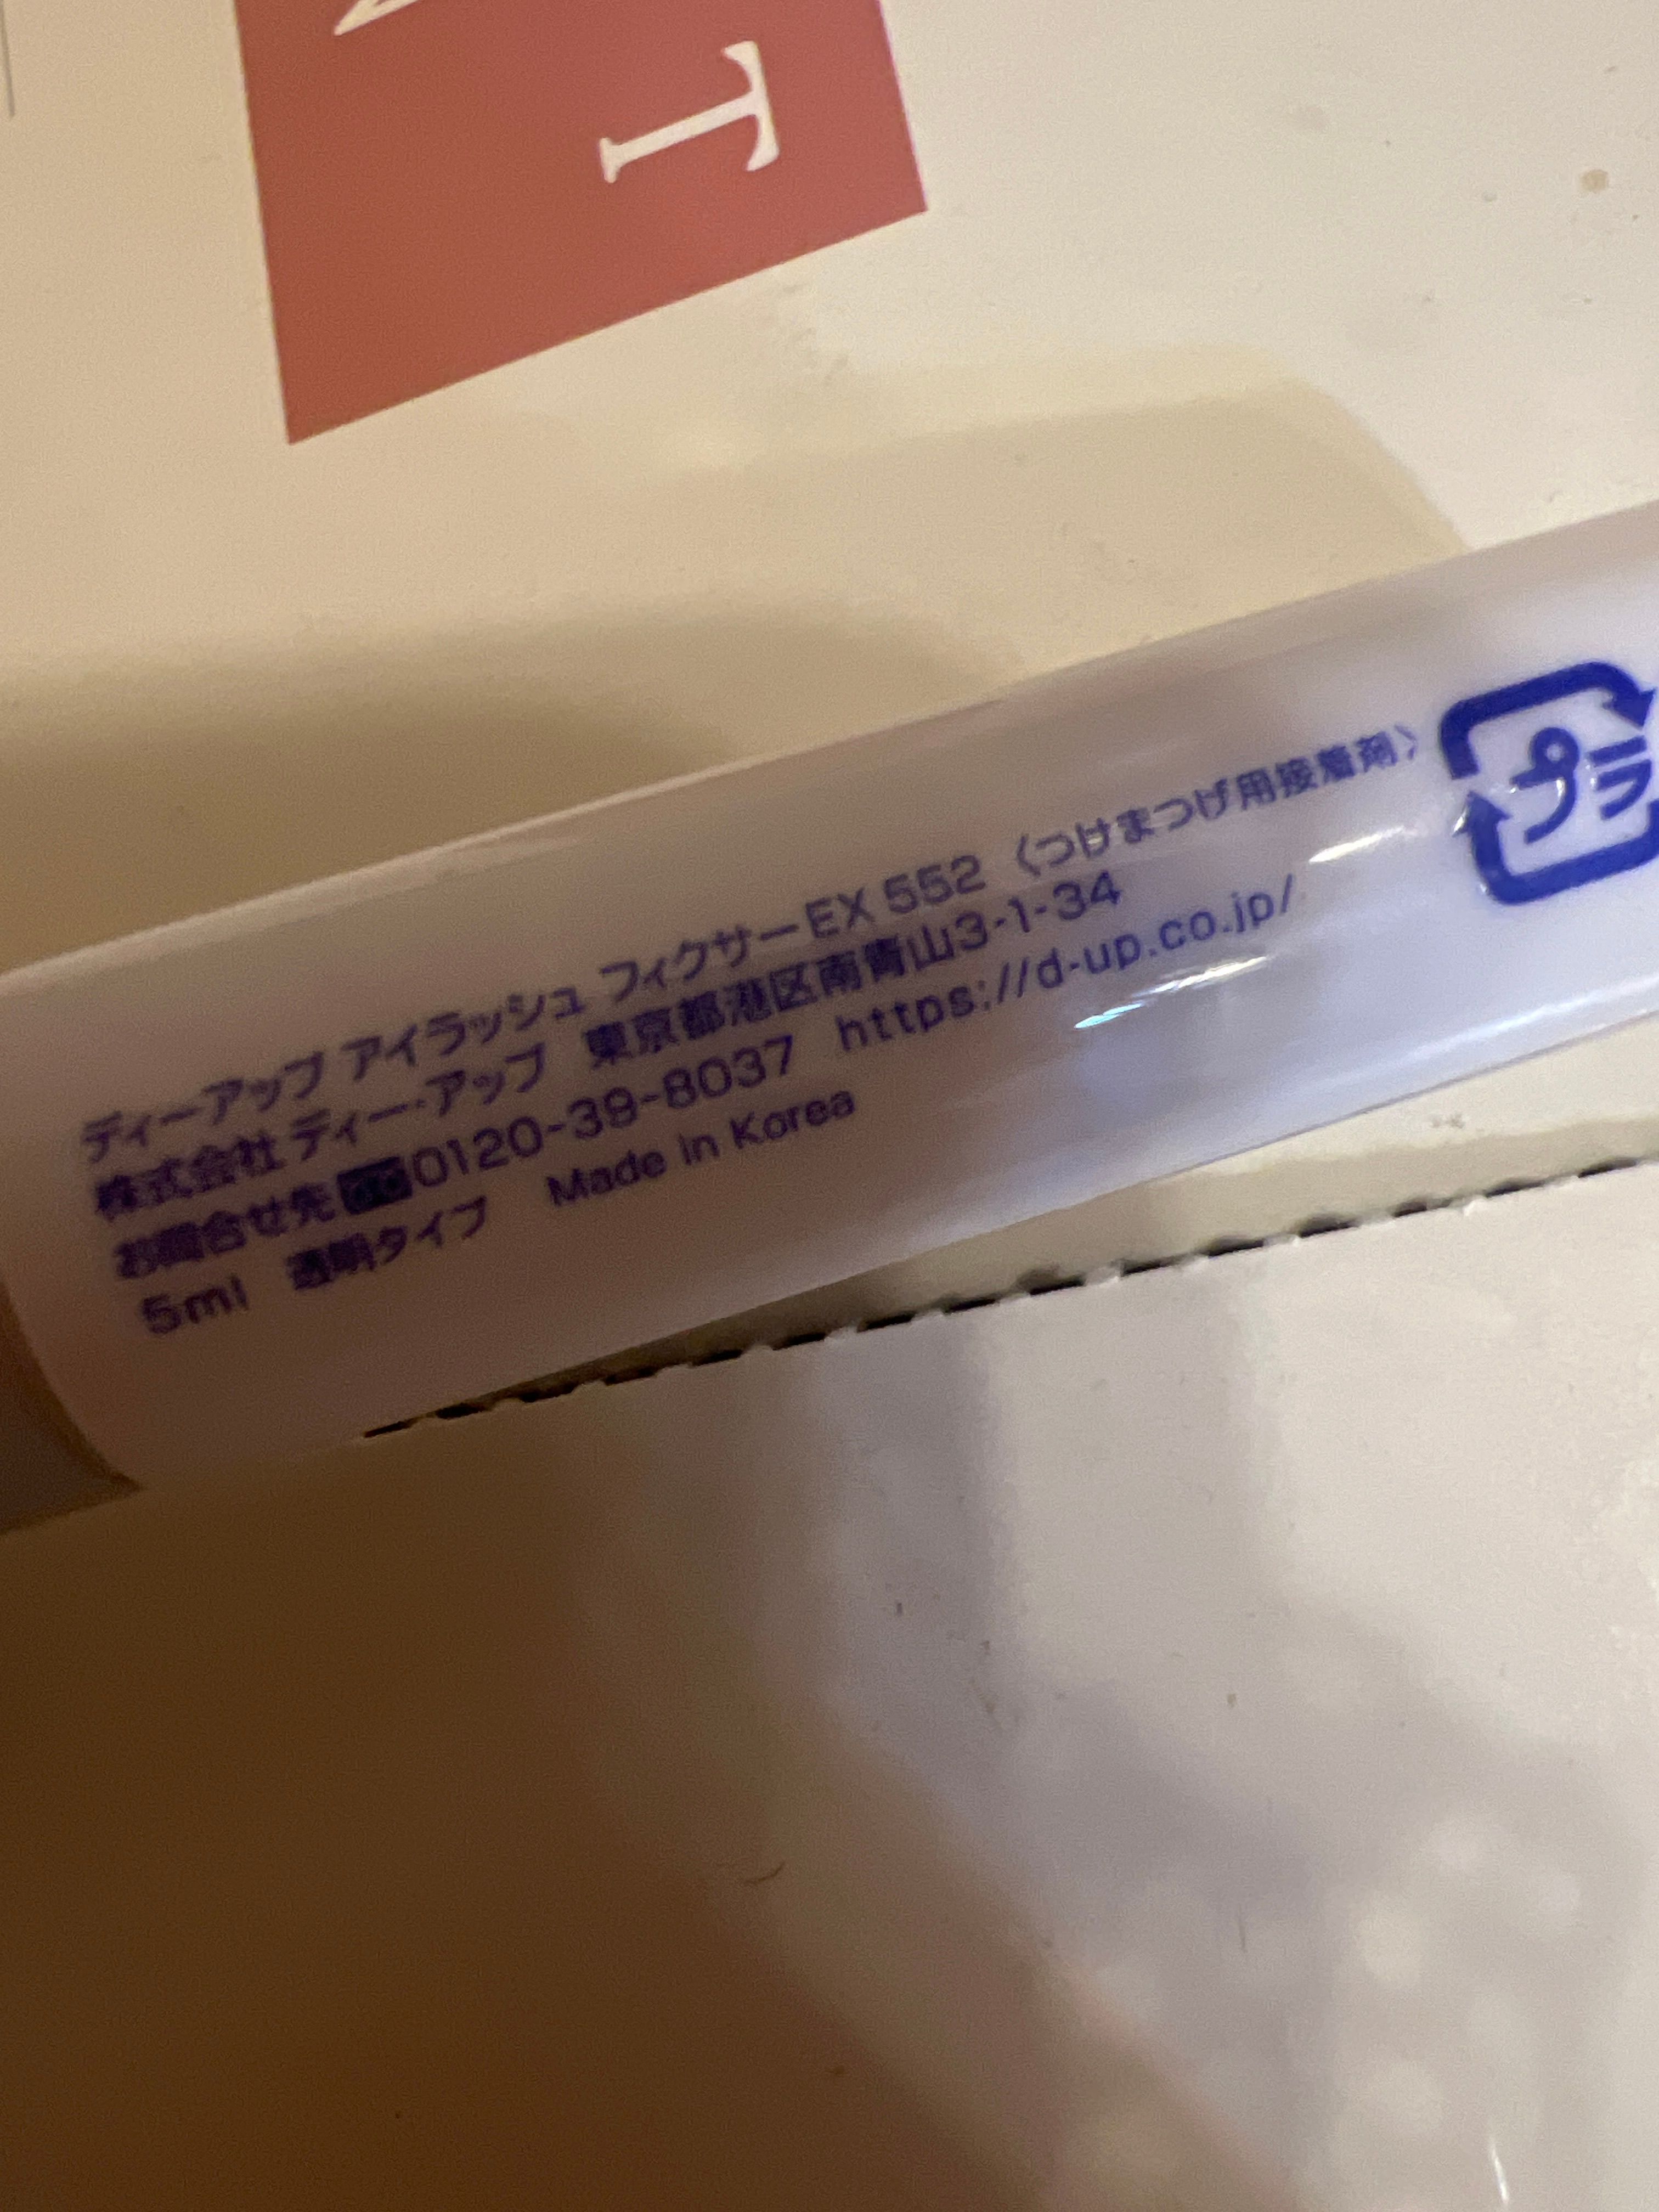 T
ディーアップ アイラッシュ フィクサーEX 552 〈つけまつげ用接着剤〉
株式会社 ディー・アップ 東京都港区南青山3-1-34
お問合せ先 0120-39-8037 https://d-up.co.jp/
5ml 透明タイプ Made in Korea
プラ